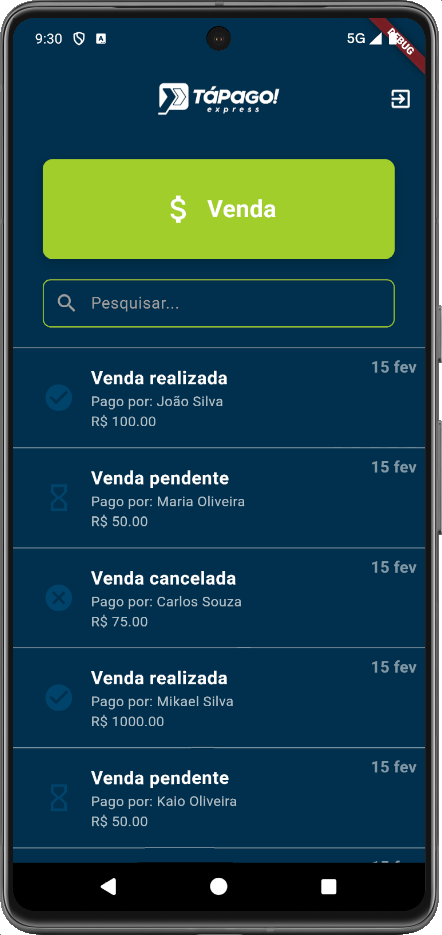 9:30
5G
DEBUG
TáPago!
express
$ Venda
Pesquisar...
15 fev
Venda realizada
Pago por: João Silva
R$ 100.00
15 fev
Venda pendente
Pago por: Maria Oliveira
R$ 50.00
15 fev
Venda cancelada
Pago por: Carlos Souza
R$ 75.00
15 fev
Venda realizada
Pago por: Mikael Silva
R$ 1000.00
15 fev
Venda pendente
Pago por: Kaio Oliveira
R$ 50.00